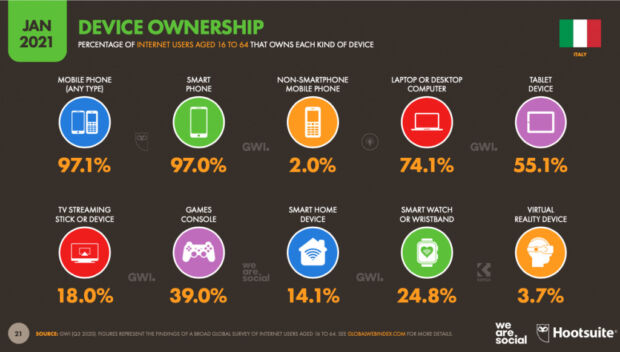 JAN
2021
DEVICE OWNERSHIP
PERCENTAGE OF INTERNET USERS AGED 16 TO 64 THAT OWNS EACH KIND OF DEVICE
ITALY
MOBILE PHONE
(ANY TYPE)
97.1%
SMART
PHONE
97.0%
NON-SMARTPHONE
MOBILE PHONE
2.0%
LAPTOP OR DESKTOP
COMPUTER
74.1%
TABLET
DEVICE
55.1%
GWI.
GWI.
TV STREAMING
STICK OR DEVICE
18.0%
GAMES
CONSOLE
39.0%
SMART HOME
DEVICE
14.1%
SMART WATCH
OR WRISTBAND
24.8%
VIRTUAL
REALITY DEVICE
3.7%
GWI.
we
are.
social
GWI.
21
SOURCE: GWI (Q3 2020). FIGURES REPRESENT THE FINDINGS OF A BROAD GLOBAL SURVEY OF INTERNET USERS AGED 16 TO 64. SEE GLOBALWEBINDEX.COM FOR MORE DETAILS.
we
are.
social
Hootsuite®